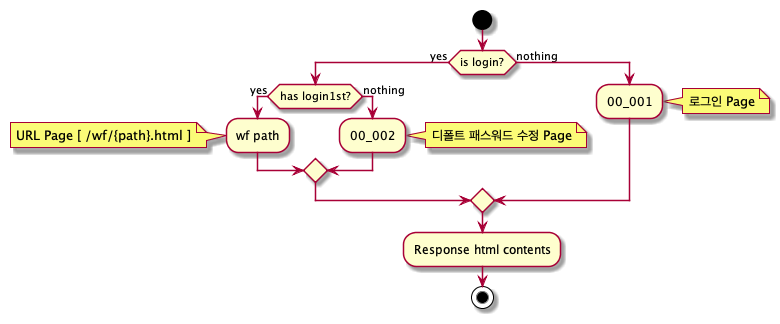 is login?
yes
nothing
has login1st?
yes
nothing
00_001
로그인 Page
URL Page [ /wf/{path}.html ]
wf path
00_002
디폴트 패스워드 수정 Page
Response html contents